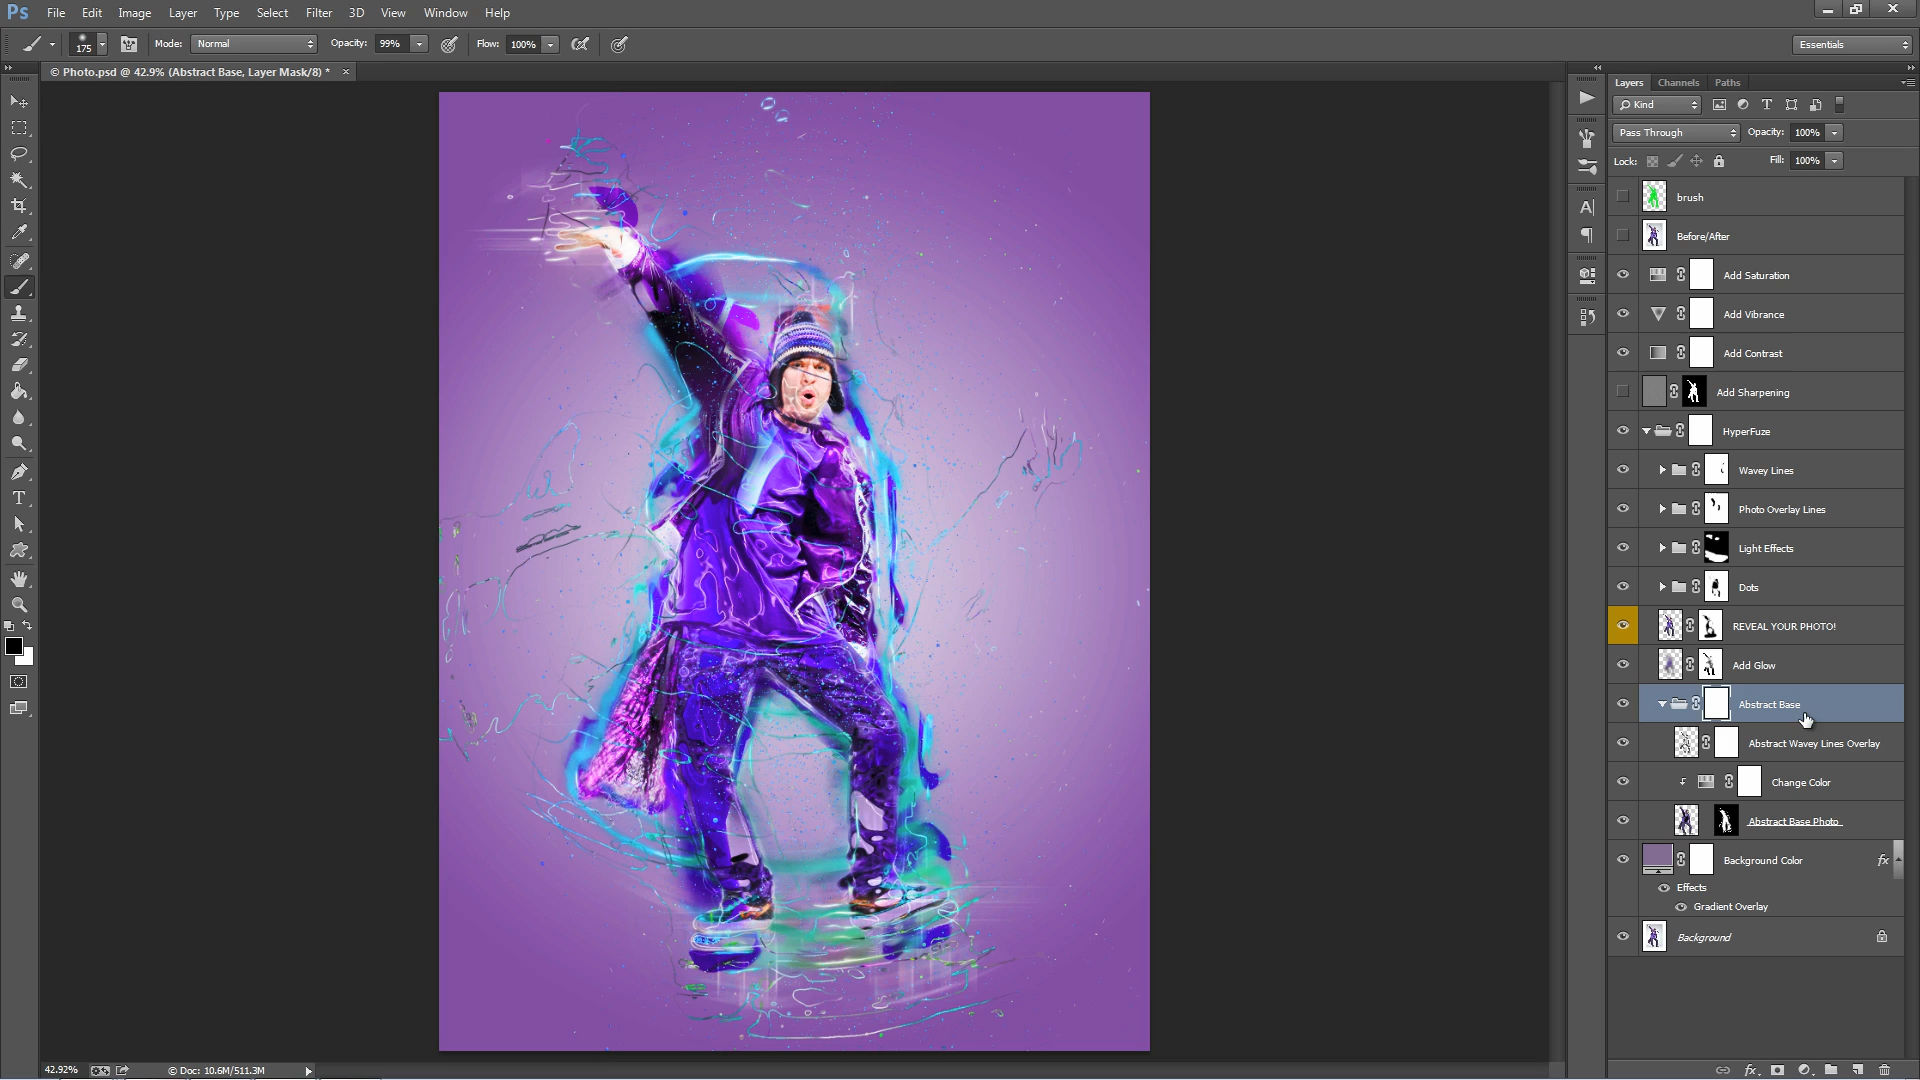 Ps File Edit Image Layer Type Select Filter 3D View Window Help
175 Mode: Normal Opacity: 99% Flow: 100% Essentials
© Photo.psd @ 42.9% (Abstract Base, Layer Mask/8) * ×
Layers Channels Paths
Kind
Pass Through Opacity: 100%
Lock: Fill: 100%
brush
Before/After
Add Saturation
Add Vibrance
Add Contrast
Add Sharpening
HyperFuze
Wavey Lines
Photo Overlay Lines
Light Effects
Dots
REVEAL YOUR PHOTO!
Add Glow
Abstract Base
Abstract Wavey Lines Overlay
Change Color
Abstract Base Photo
Background Color fx
Effects
Gradient Overlay
Background
42.92% © Doc: 10.6M/511.3M fx